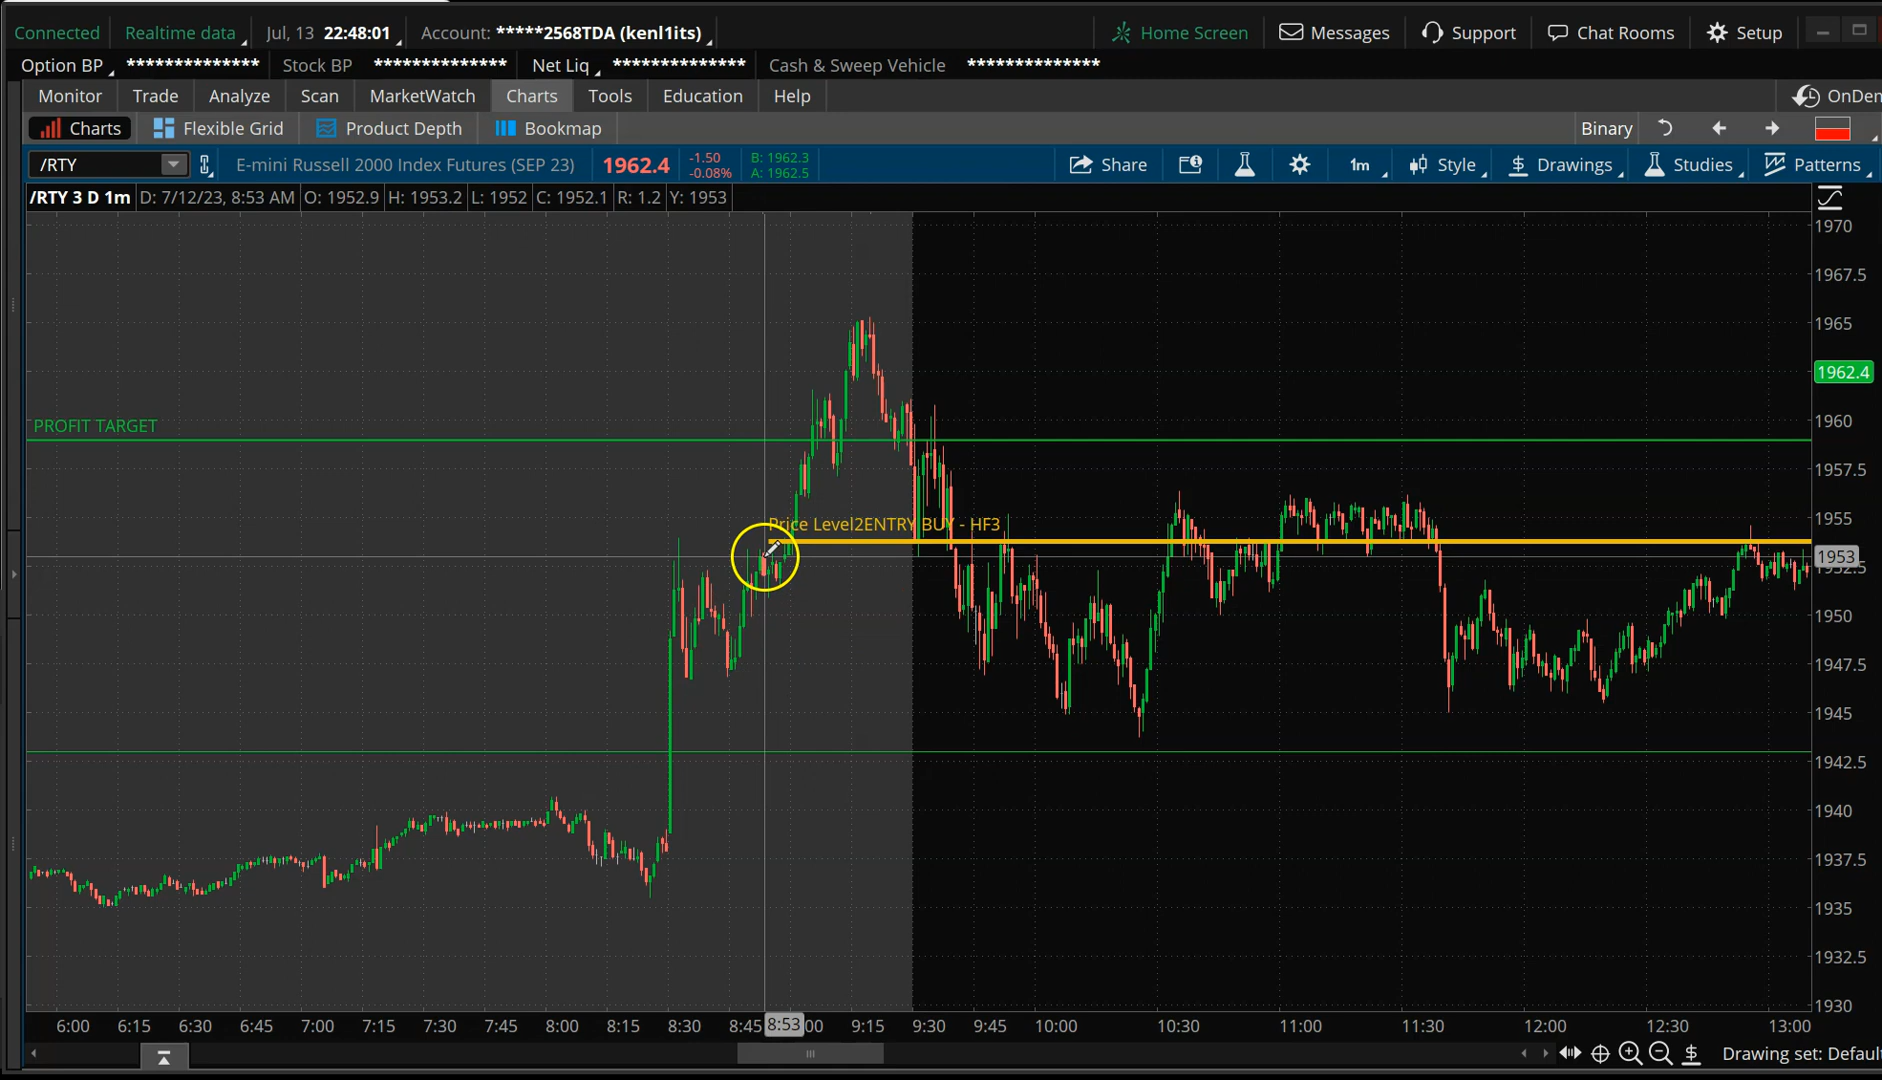 Connected Realtime data Jul, 13 22:48:01 Account: *****2568TDA (kenl1its) Home Screen Messages Support Chat Rooms Setup
Option BP ************** Stock BP ************** Net Liq ************** Cash & Sweep Vehicle **************
Monitor Trade Analyze Scan MarketWatch Charts Tools Education Help OnDem
Charts Flexible Grid Product Depth Bookmap Binary
/RTY E-mini Russell 2000 Index Futures (SEP 23) 1962.4 -1.50 -0.08% B: 1962.3 A: 1962.5 Share 1m Style $ Drawings Studies Patterns
/RTY 3 D 1m D: 7/12/23, 8:53 AM O: 1952.9 H: 1953.2 L: 1952 C: 1952.1 R: 1.2 Y: 1953
1970
1967.5
1965
1962.4
1960
PROFIT TARGET
1957.5
1955
Price Level2ENTRY BUY - HF3
1953
1952.5
1950
1947.5
1945
1942.5
1940
1937.5
1935
1932.5
1930
6:00 6:15 6:30 6:45 7:00 7:15 7:30 7:45 8:00 8:15 8:30 8:45 8:53 00 9:15 9:30 9:45 10:00 10:30 11:00 11:30 12:00 12:30 13:00
$ Drawing set: Default